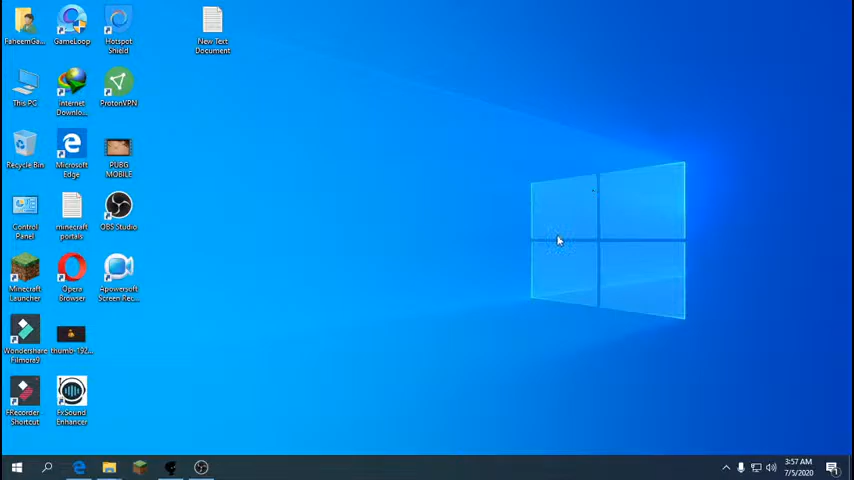 FaheemGa...
GameLoop
Hotspot
Shield
New Text
Document
This PC
Internet
Downlo...
ProtonVPN
Recycle Bin
Microsoft
Edge
PUBG
MOBILE
Control
Panel
minecraft
portals
OBS Studio
Minecraft
Launcher
Opera
Browser
Apowersoft
Screen Rec...
Wondershare
Filmora9
thumb-192...
FRecorder -
Shortcut
FxSound
Enhancer
3:57 AM
7/5/2020